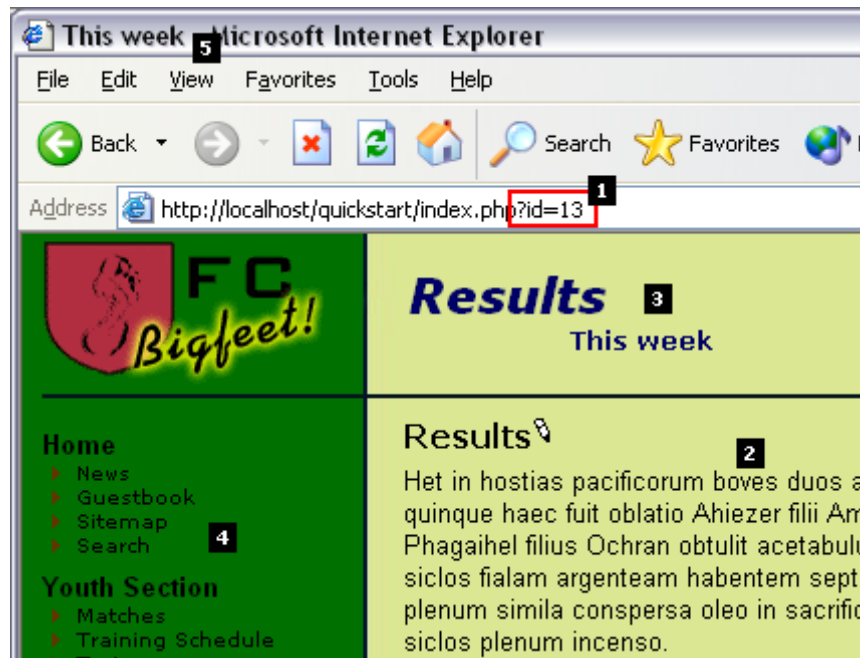 This week - Microsoft Internet Explorer
5
File Edit View Favorites Tools Help
Back Search Favorites
1
Address http://localhost/quickstart/index.php?id=13
FC
Bigfeet!
Results 3
This week
Home
News
Guestbook
Sitemap
Search 4
Youth Section
Matches
Training Schedule
Results
2
Het in hostias pacificorum boves duos a
quinque haec fuit oblatio Ahiezer filii Am
Phagaihel filius Ochran obtulit acetabulu
siclos fialam argenteam habentem sept
plenum simila conspersa oleo in sacrific
siclos plenum incenso.